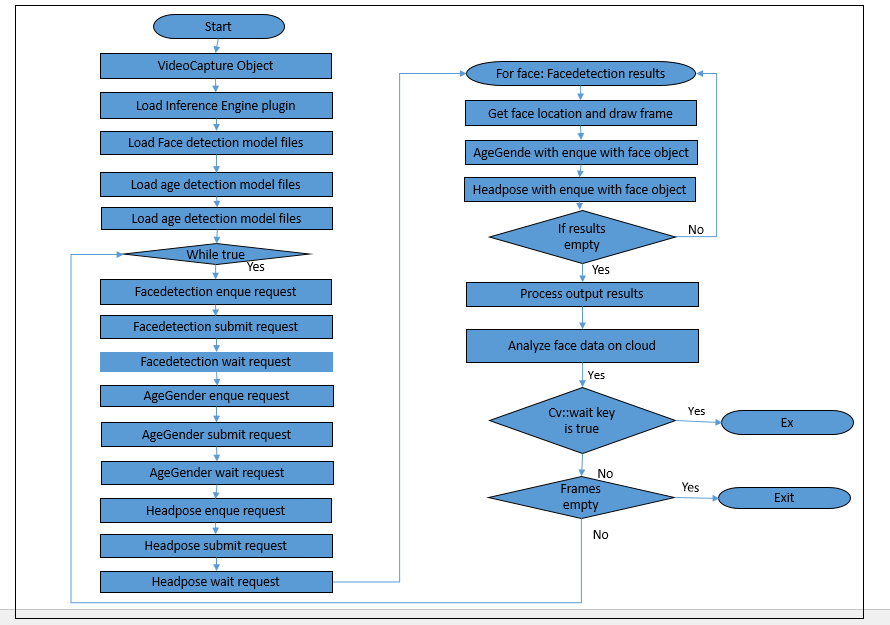 Start
VideoCapture Object
Load Inference Engine plugin
Load Face detection model files
Load age detection model files
Load age detection model files
While true
Yes
Facedetection enque request
Facedetection submit request
Facedetection wait request
AgeGender enque request
AgeGender submit request
AgeGender wait request
Headpose enque request
Headpose submit request
Headpose wait request
For face: Facedetection results
Get face location and draw frame
AgeGende with enque with face object
Headpose with enque with face object
If results
empty
No
Yes
Process output results
Analyze face data on cloud
Yes
Cv::wait key
is true
Yes
Ex
No
Frames
empty
Yes
Exit
No